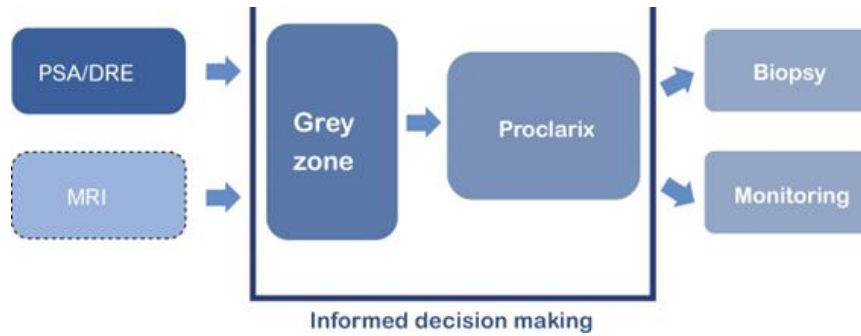 PSA/DRE
MRI
Grey
zone
Proclarix
Biopsy
Monitoring
Informed decision making